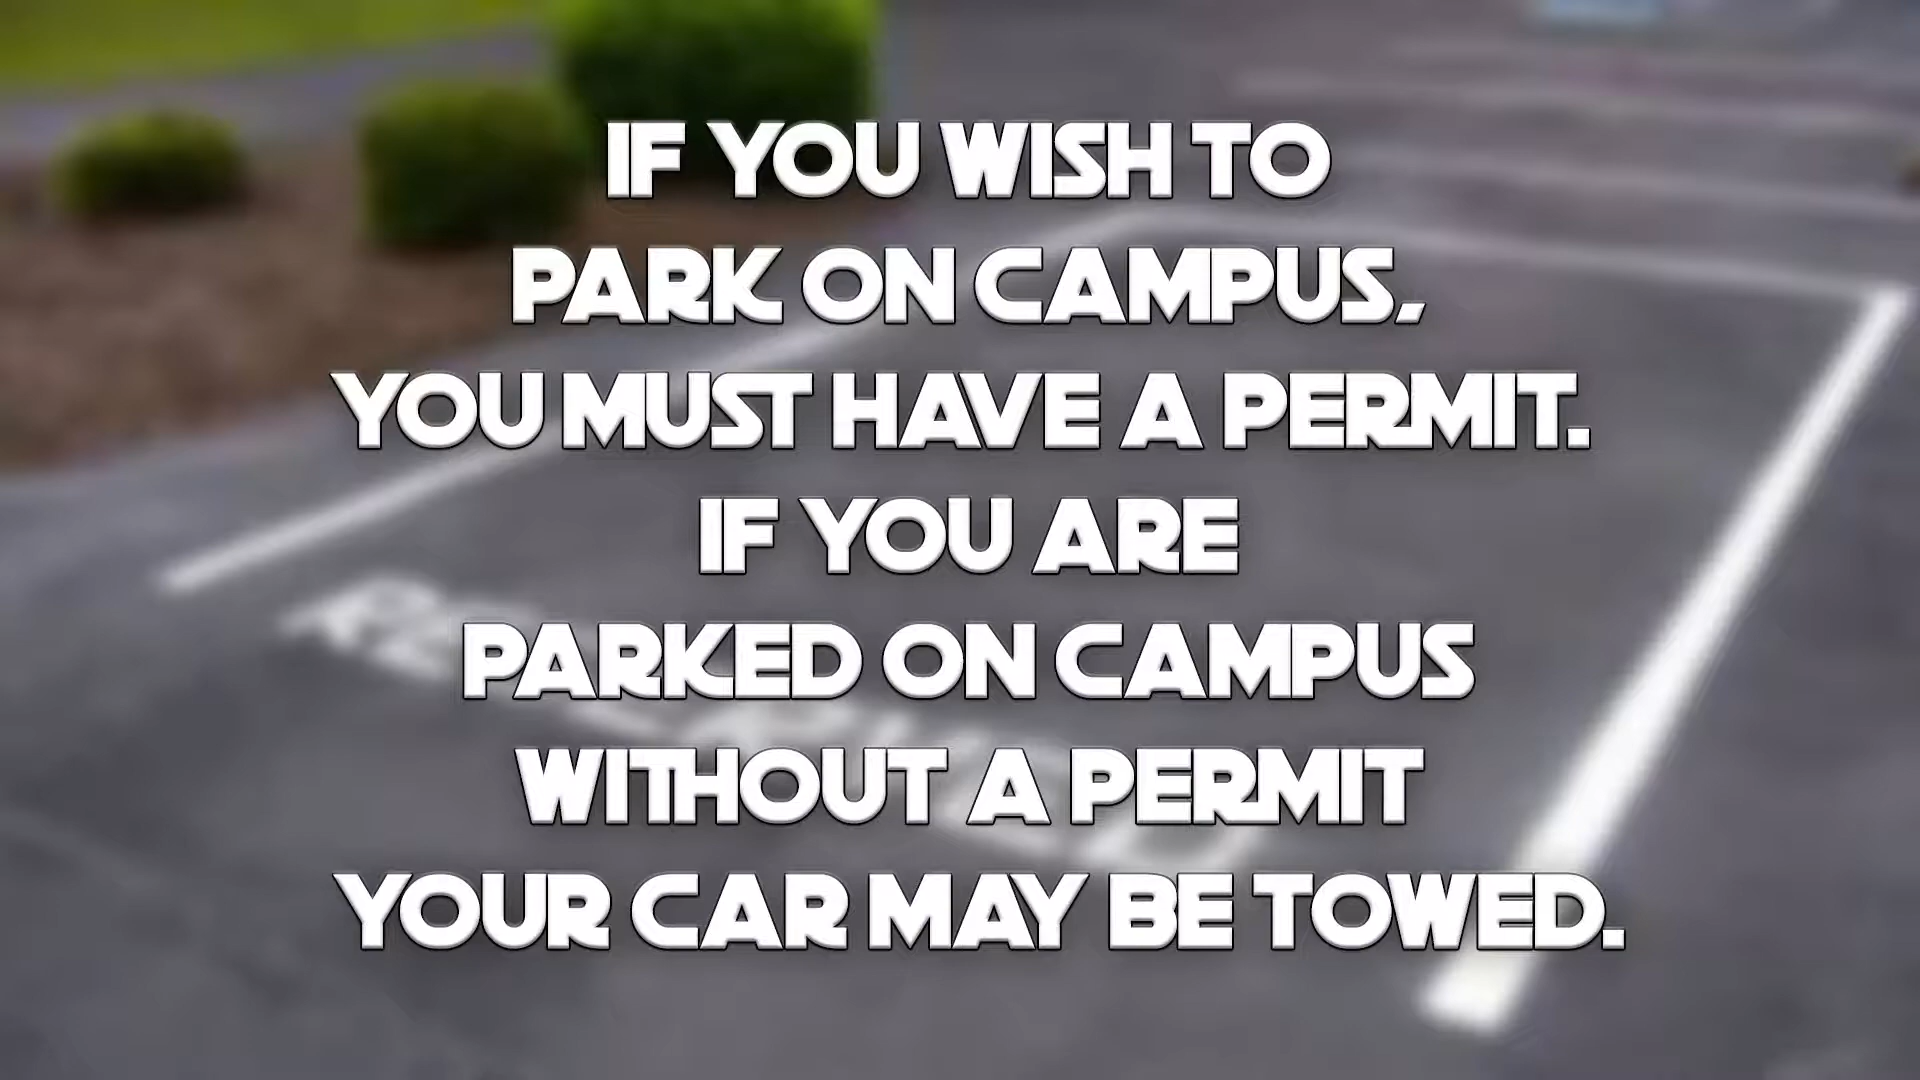 IF YOU WISH TO
PARK ON CAMPUS,
YOU MUST HAVE A PERMIT.
IF YOU ARE
PARKED ON CAMPUS
WITHOUT A PERMIT
YOUR CAR MAY BE TOWED.